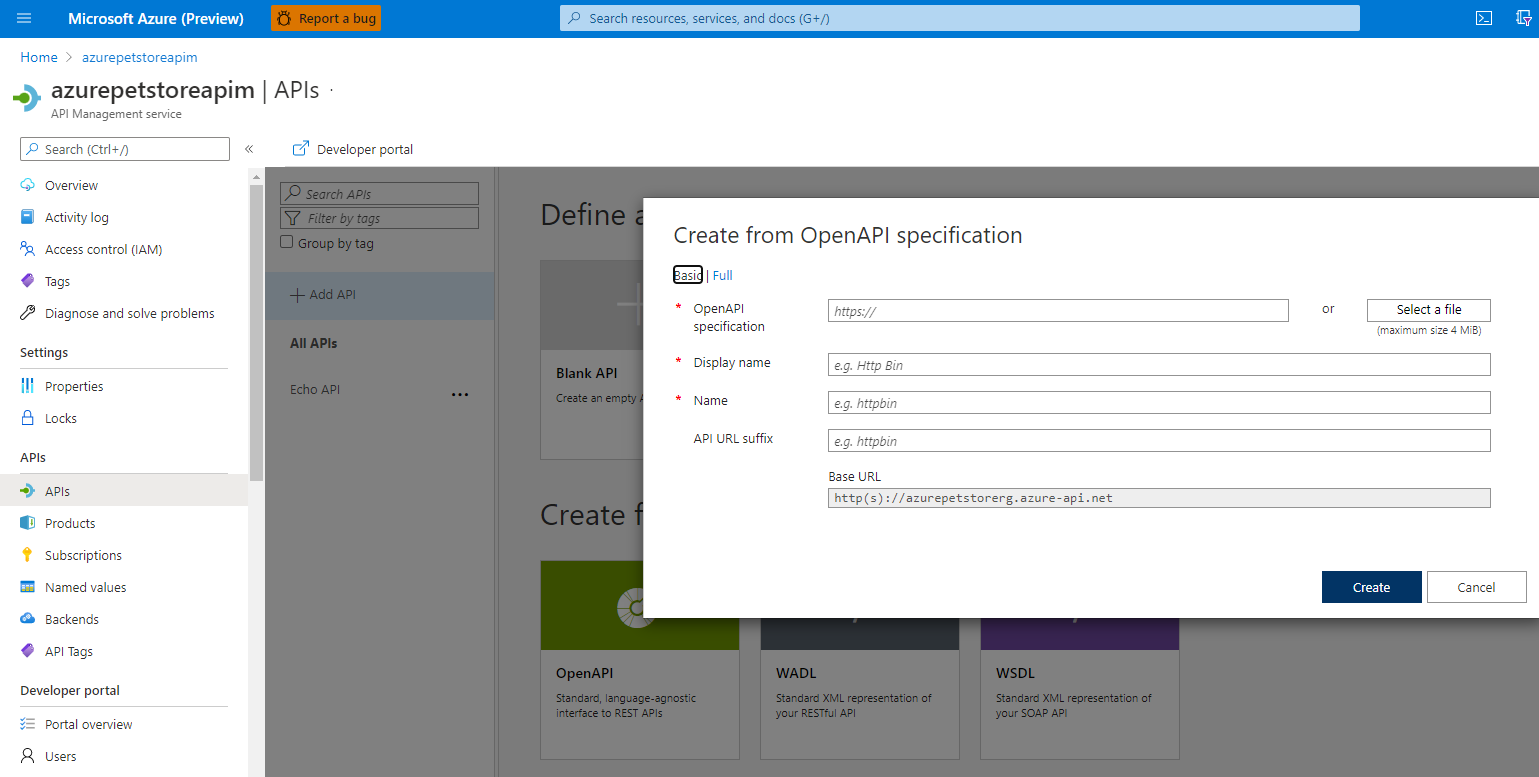 Microsoft Azure (Preview)
Report a bug
Search resources, services, and docs (G+/)
Home > azurepetstoreapim
azurepetstoreapim | APIs
API Management service
Search (Ctrl+/)
«
Developer portal
Overview
Activity log
Access control (IAM)
Tags
Diagnose and solve problems
Settings
Properties
Locks
APIs
APIs
Products
Subscriptions
Named values
Backends
API Tags
Developer portal
Portal overview
Users
Search APIs
Filter by tags
Group by tag
+ Add API
All APIs
Echo API
...
Define a
Blank API
Create an empty A
Create f
OpenAPI
Standard, language-agnostic
interface to REST APIs
WADL
Standard XML representation of
your RESTful API
WSDL
Standard XML representation of
your SOAP API
Create from OpenAPI specification
Basic | Full
* OpenAPI
specification
https://
or
Select a file
(maximum size 4 MiB)
* Display name
e.g. Http Bin
* Name
e.g. httpbin
API URL suffix
e.g. httpbin
Base URL
http(s)://azurepetstorerg.azure-api.net
Create
Cancel